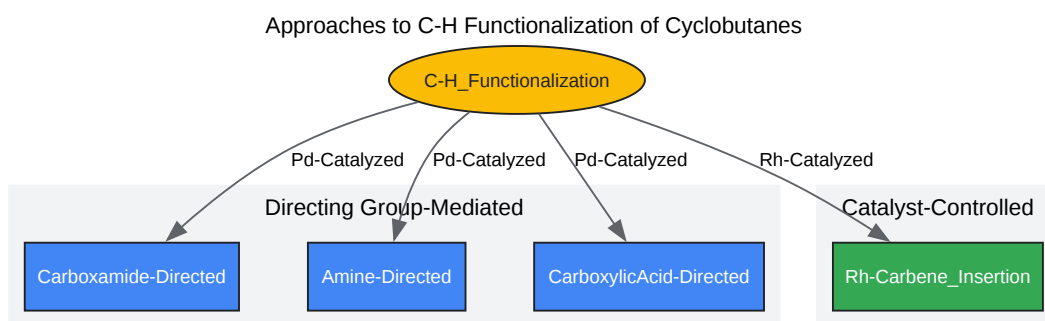 Approaches to C-H Functionalization of Cyclobutanes
C-H_Functionalization
Pd-Catalyzed
Pd-Catalyzed
Pd-Catalyzed
Rh-Catalyzed
Directing Group-Mediated
Catalyst-Controlled
Carboxamide-Directed
Amine-Directed
CarboxylicAcid-Directed
Rh-Carbene_Insertion